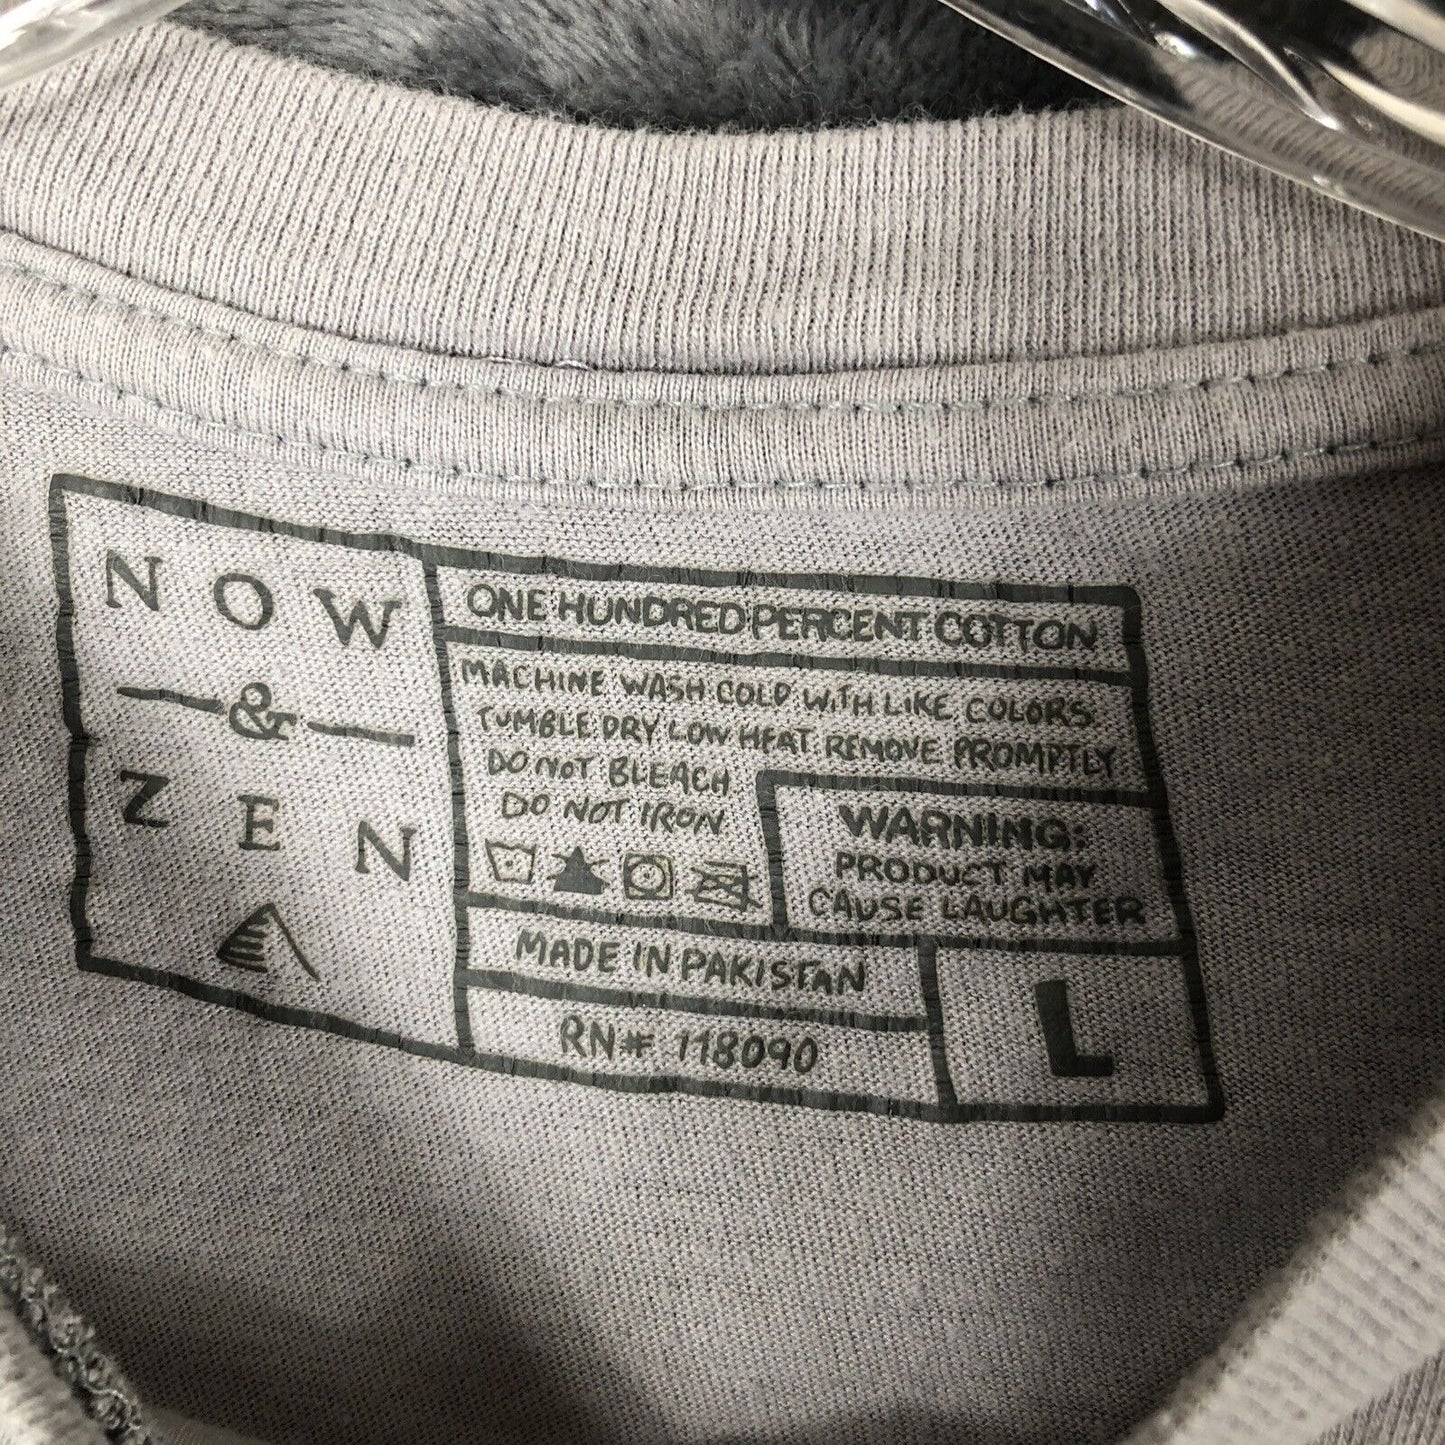 NOW
&
ZEN
ONE HUNDRED PERCENT COTTON
MACHINE WASH COLD WITH LIKE COLORS
TUMBLE DRY LOW HEAT REMOVE PROMPTLY
DO NOT BLEACH
DO NOT IRON
WARNING:
PRODUCT MAY
CAUSE LAUGHTER
MADE IN PAKISTAN
RN# 118090
L